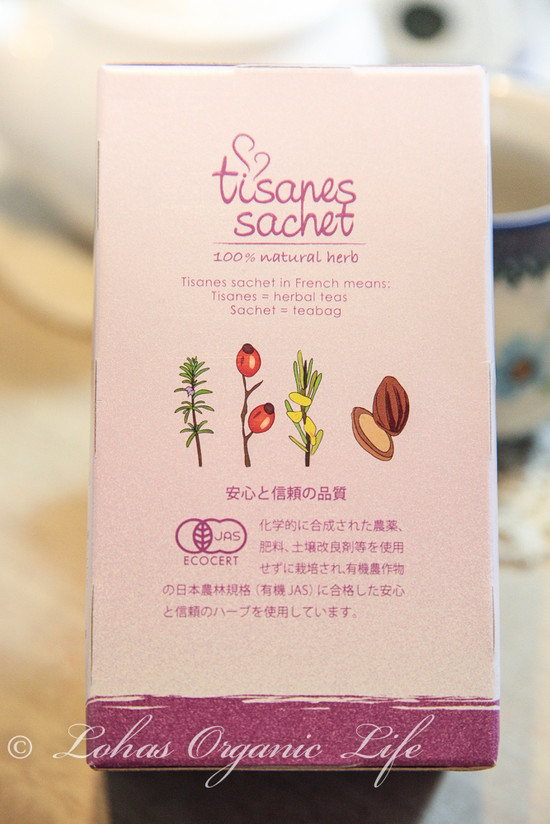 tisanes
sachet
100% natural herb
Tisanes sachet in French means:
Tisanes = herbal teas
Sachet = teabag
安心と信頼の品質
JAS
ECOCERT
化学的に合成された農薬、
肥料、土壌改良剤等を使用
せずに栽培され、有機農作物
の日本農林規格（有機JAS）に合格した安心
と信頼のハーブを使用しています。
© Lohas Organic Life